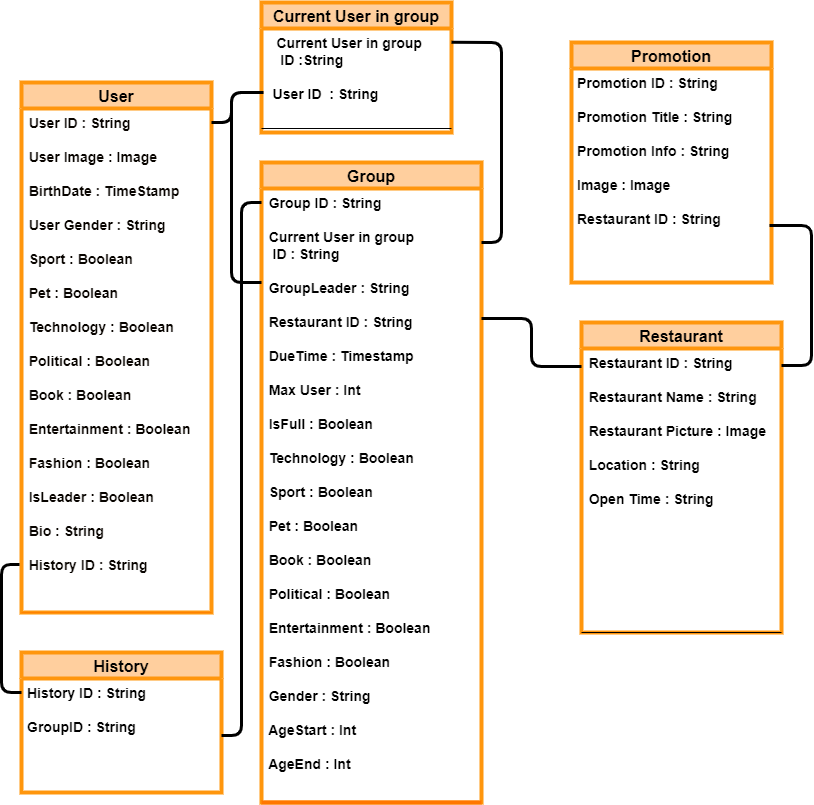 Current User in group
Current User in group
ID :String
User ID : String
User
User ID : String
User Image : Image
BirthDate : TimeStamp
User Gender : String
Sport : Boolean
Pet : Boolean
Technology : Boolean
Political : Boolean
Book : Boolean
Entertainment : Boolean
Fashion : Boolean
IsLeader : Boolean
Bio : String
History ID : String
History
History ID : String
GroupID : String
Group
Group ID : String
Current User in group
ID : String
GroupLeader : String
Restaurant ID : String
DueTime : Timestamp
Max User : Int
IsFull : Boolean
Technology : Boolean
Sport : Boolean
Pet : Boolean
Book : Boolean
Political : Boolean
Entertainment : Boolean
Fashion : Boolean
Gender : String
AgeStart : Int
AgeEnd : Int
Promotion
Promotion ID : String
Promotion Title : String
Promotion Info : String
Image : Image
Restaurant ID : String
Restaurant
Restaurant ID : String
Restaurant Name : String
Restaurant Picture : Image
Location : String
Open Time : String